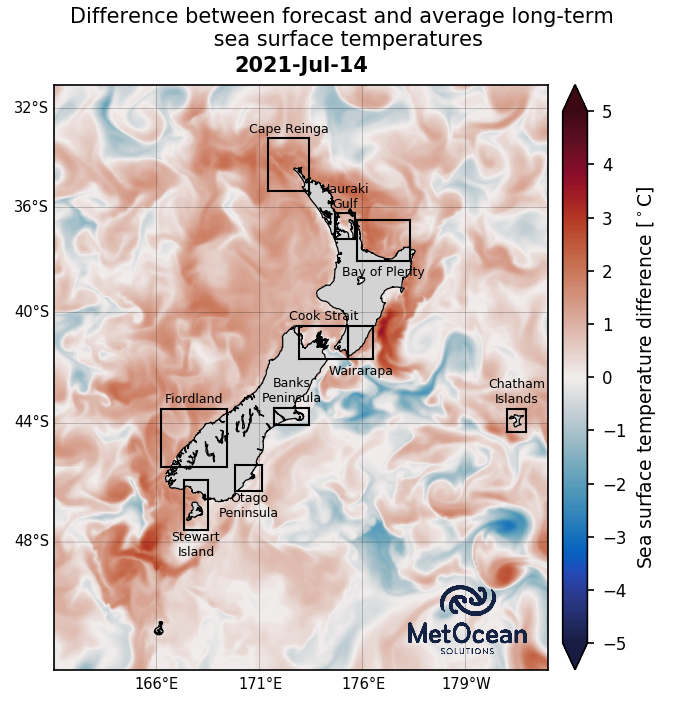 Difference between forecast and average long-term
sea surface temperatures
2021-Jul-14
32°S
36°S
40°S
44°S
48°S
Cape Reinga
Hauraki
Gulf
Bay of Plenty
Cook Strait
Wairarapa
Banks
Peninsula
Fiordland
Chatham
Islands
Otago
Peninsula
Stewart
Island
MetOcean
SOLUTIONS
166°E
171°E
176°E
179°W
5
4
3
2
1
0
−1
−2
−3
−4
−5
Sea surface temperature difference [°C]